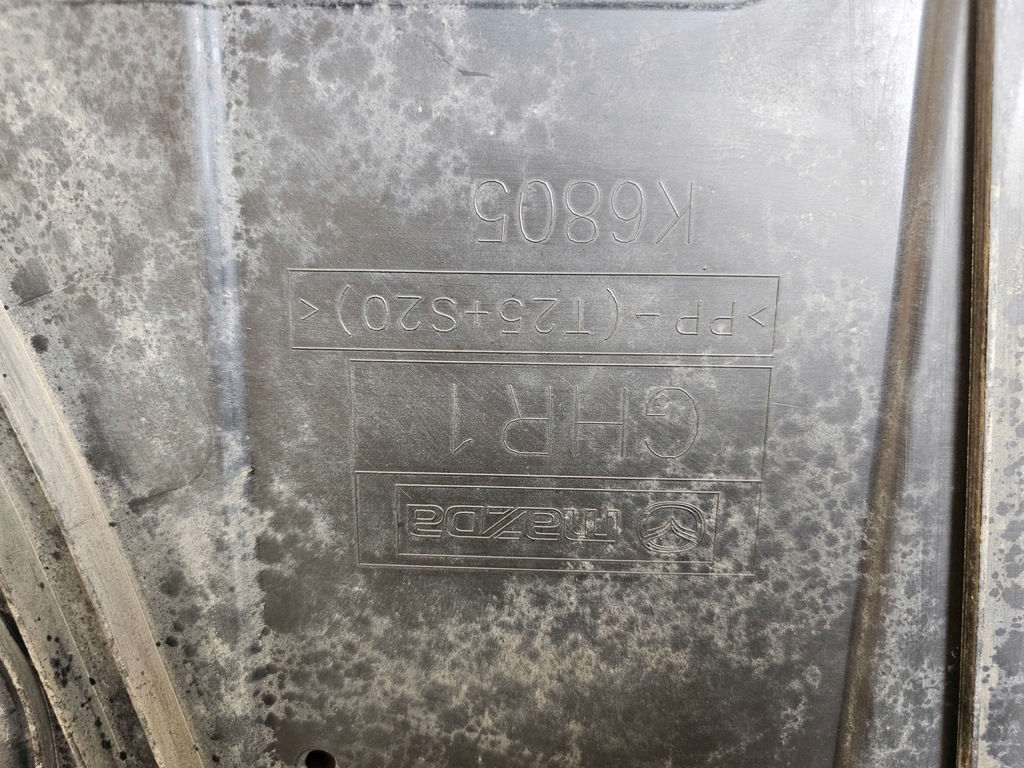 mazda
GHR1
>PP-(T25+S20)<
K6805